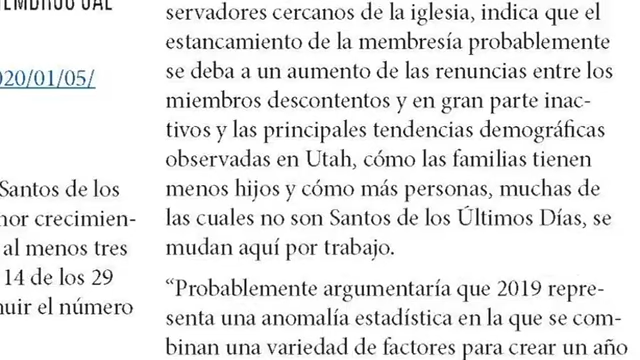 020/01/05/
Santos de los
nor crecimien-
al menos tres
14 de los 29
nuir el número
servadores cercanos de la iglesia, indica que el
estancamiento de la membresía probablemente
se deba a un aumento de las renuncias entre los
miembros descontentos y en gran parte inac-
tivos y las principales tendencias demográficas
observadas en Utah, cómo las familias tienen
menos hijos y cómo más personas, muchas de
las cuales no son Santos de los Últimos Días, se
mudan aquí por trabajo.
“Probablemente argumentaría que 2019 repre-
senta una anomalía estadística en la que se com-
binan una variedad de factores para crear un año